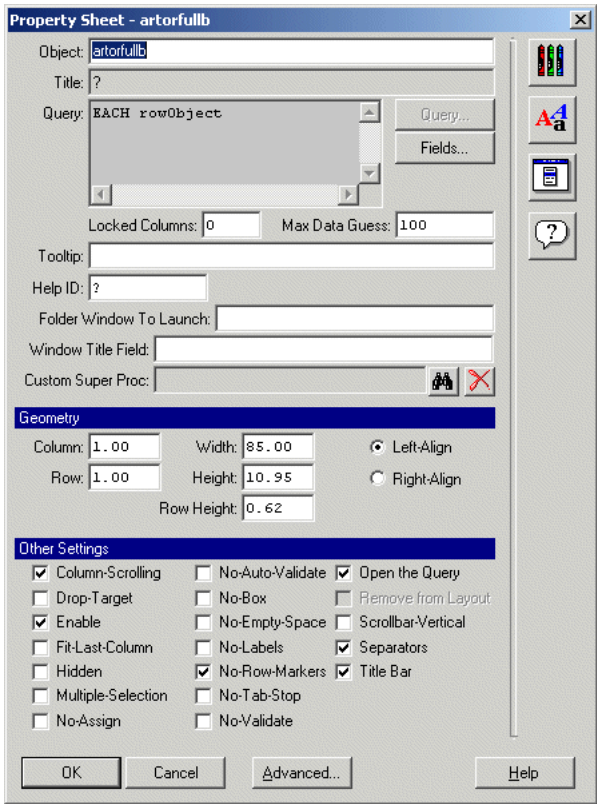 Property Sheet - artorfullb
Object: artorfullb
Title: ?
Query: EACH rowObject
Query...
Fields...
Locked Columns: 0 Max Data Guess: 100
Tooltip:
Help ID: ?
Folder Window To Launch:
Window Title Field:
Custom Super Proc:
Geometry
Column: 1.00 Width: 85.00 Left-Align
Row: 1.00 Height: 10.95 Right-Align
Row Height: 0.62
Other Settings
Column-Scrolling No-Auto-Validate Open the Query
Drop-Target No-Box Remove from Layout
Enable No-Empty-Space Scrollbar-Vertical
Fit-Last-Column No-Labels Separators
Hidden No-Row-Markers Title Bar
Multiple-Selection No-Tab-Stop
No-Assign No-Validate
OK Cancel Advanced... Help